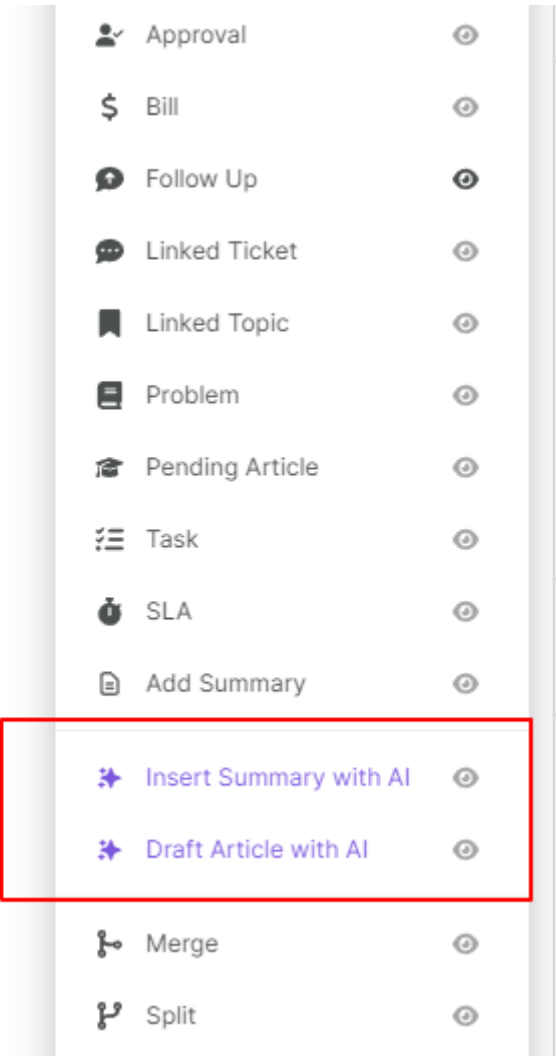 Approval
Bill
Follow Up
Linked Ticket
Linked Topic
Problem
Pending Article
Task
SLA
Add Summary
Insert Summary with AI
Draft Article with AI
Merge
Split